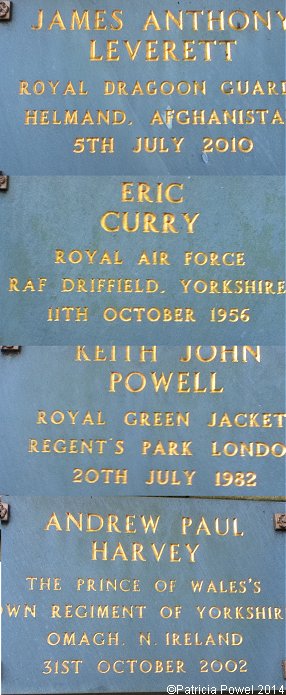 JAMES ANTHONY
LEVERETT
ROYAL DRAGOON GUARD
HELMAND, AFGHANISTA
5TH JULY 2010
ERIC
CURRY
ROYAL AIR FORCE
RAF DRIFFIELD. YORKSHIRE
11TH OCTOBER 1956
KEITH JOHN
POWELL
ROYAL GREEN JACKET
REGENT'S PARK LONDO
20TH JULY 1982
ANDREW PAUL
HARVEY
THE PRINCE OF WALES'S
OWN REGIMENT OF YORKSHIRE
OMAGH, N. IRELAND
31ST OCTOBER 2002
©Patricia Powel 2014